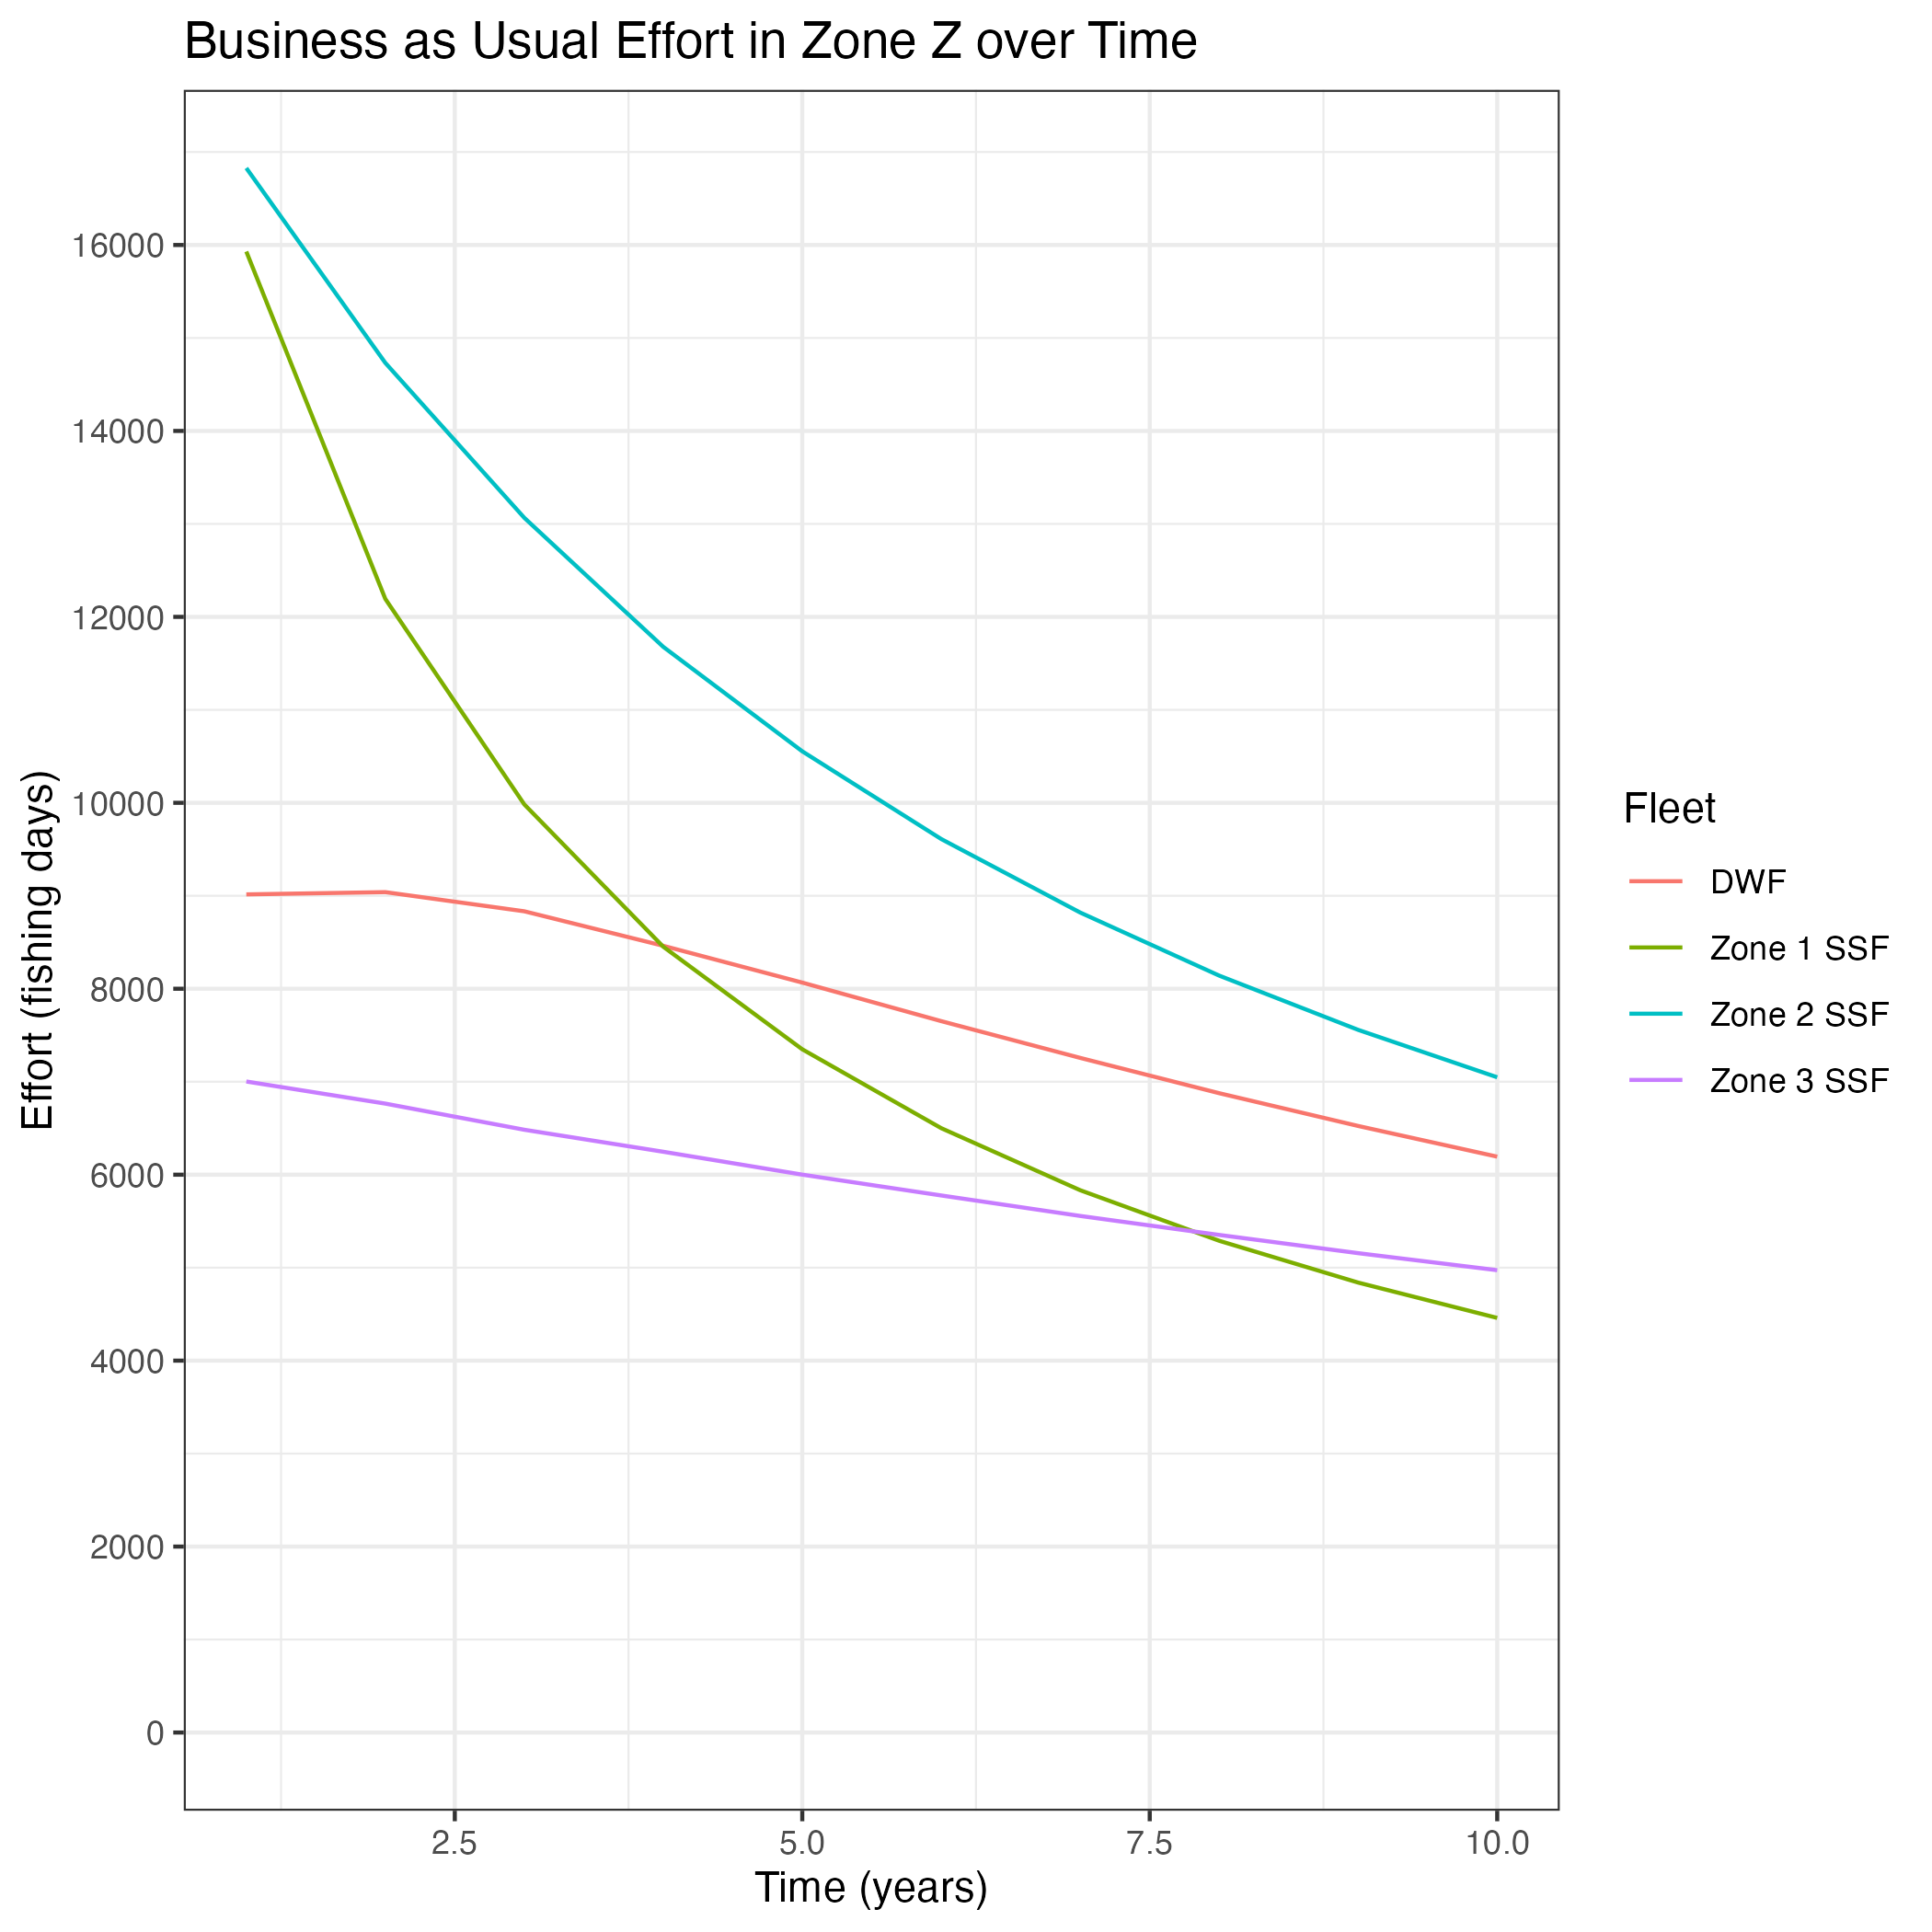 Business as Usual Effort in Zone Z over Time
Effort (fishing days)
16000
14000
12000
10000
8000
6000
4000
2000
0
2.5 5.0 7.5 10.0
Time (years)
Fleet
DWF
Zone 1 SSF
Zone 2 SSF
Zone 3 SSF